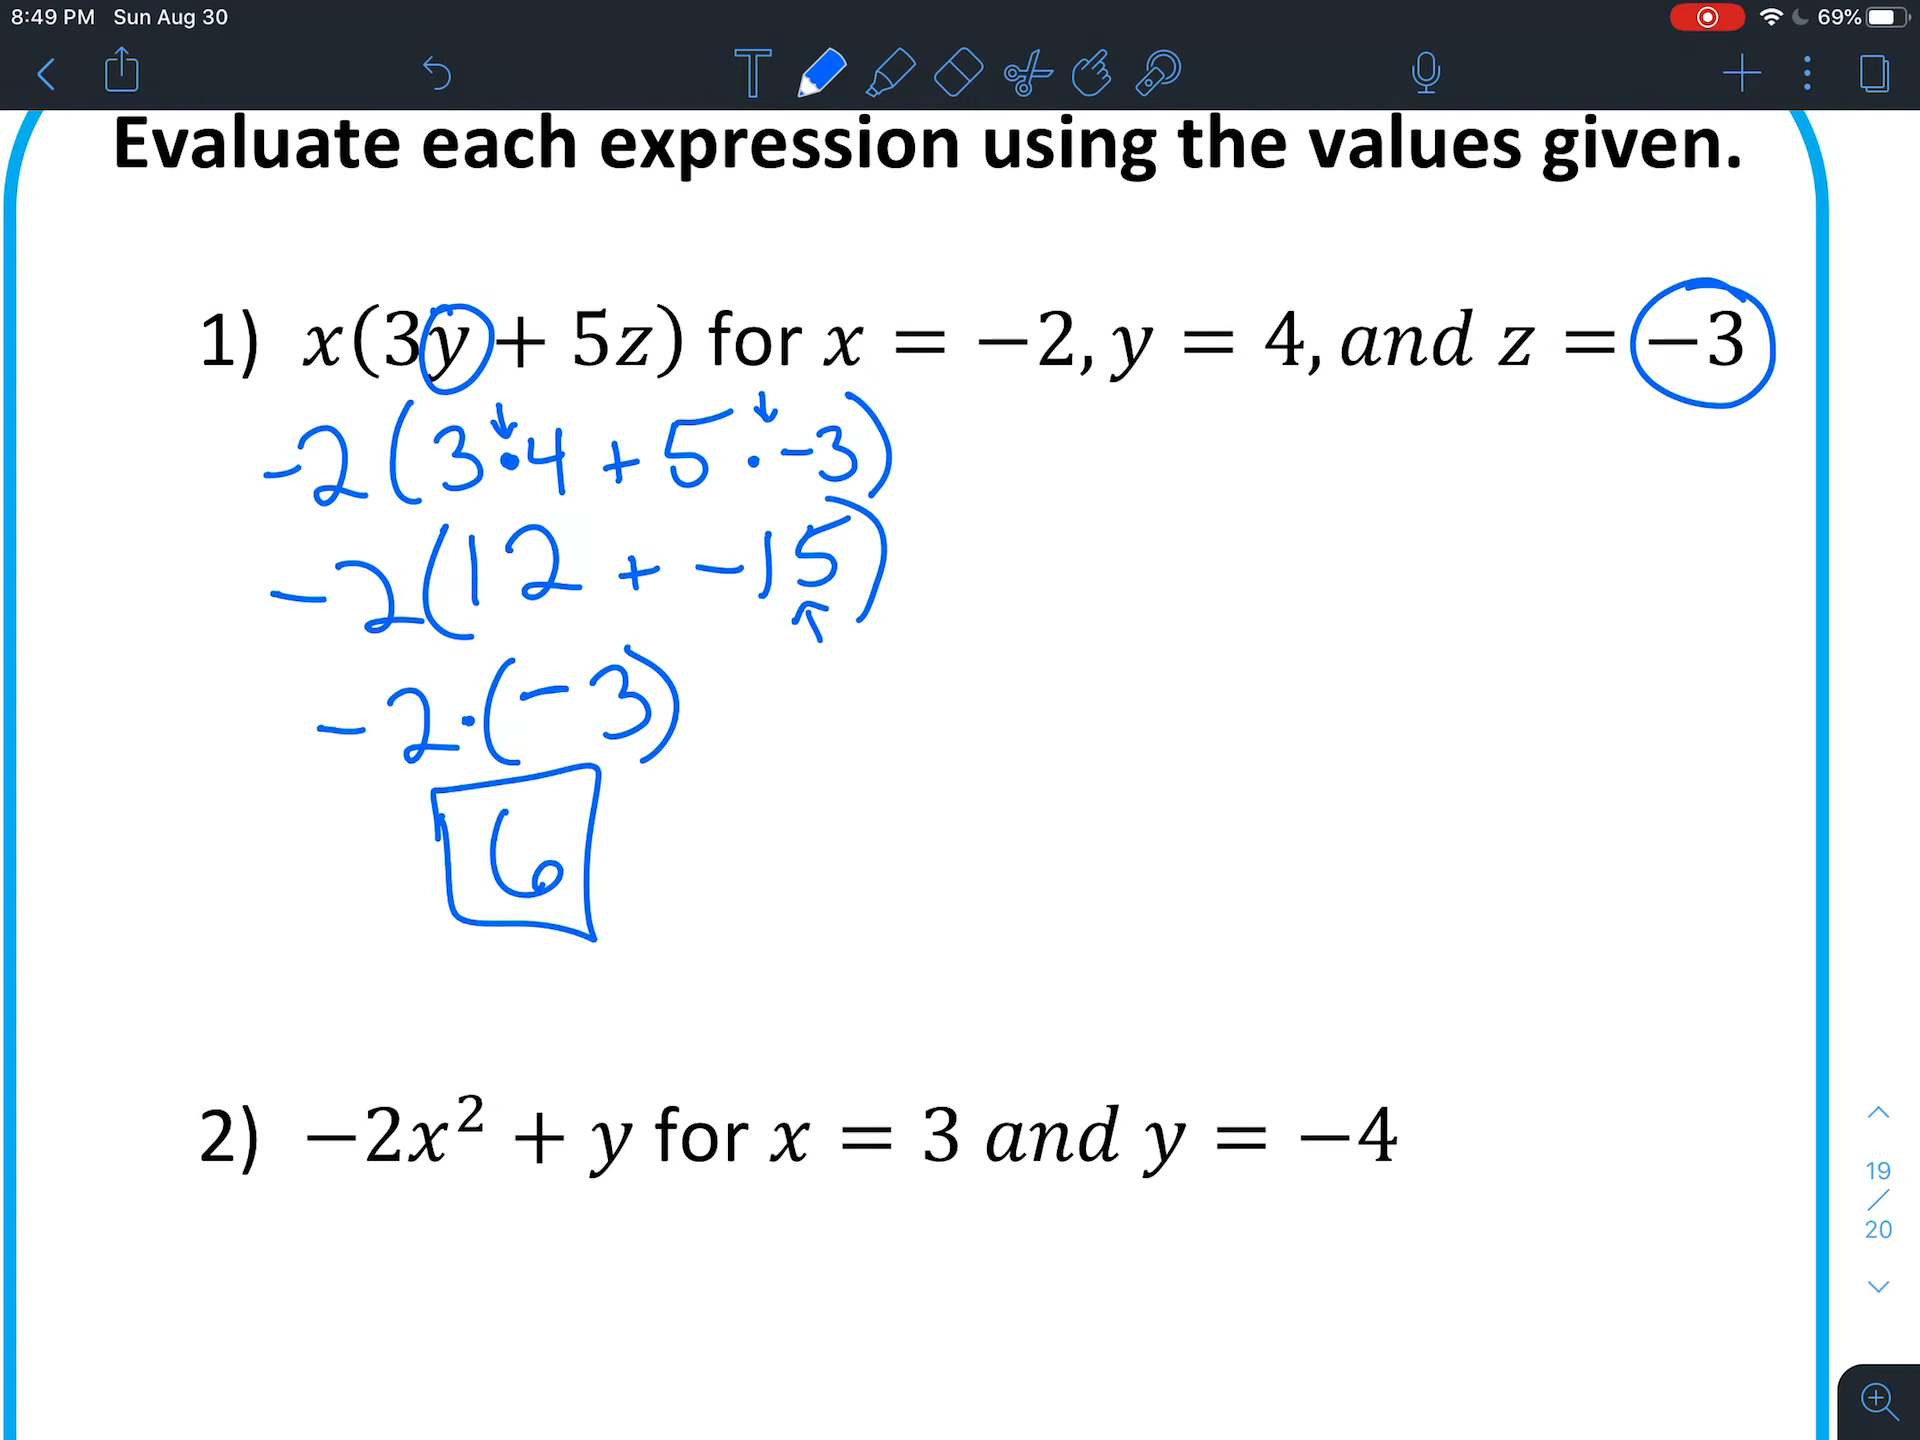 8:49 PM Sun Aug 30 69%
T
Evaluate each expression using the values given.
1) x(3y + 5z) for x = −2, y = 4, and z = −3
-2(3•4 + 5•-3)
-2(12 + -15)
-2•(-3)
6
2) −2x² + y for x = 3 and y = −4
19
/
20